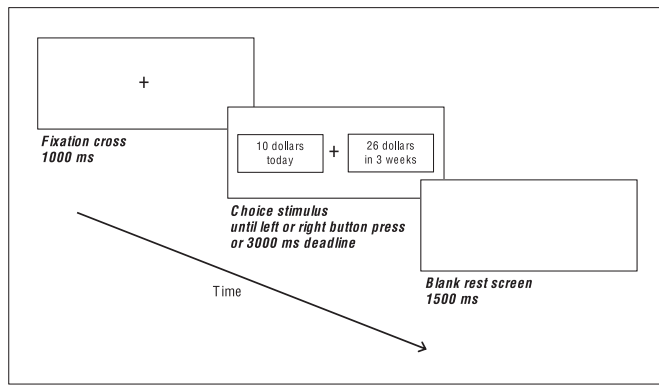 +
Fixation cross
1000 ms
10 dollars
today
+
26 dollars
in 3 weeks
Choice stimulus
until left or right button press
or 3000 ms deadline
Blank rest screen
1500 ms
Time